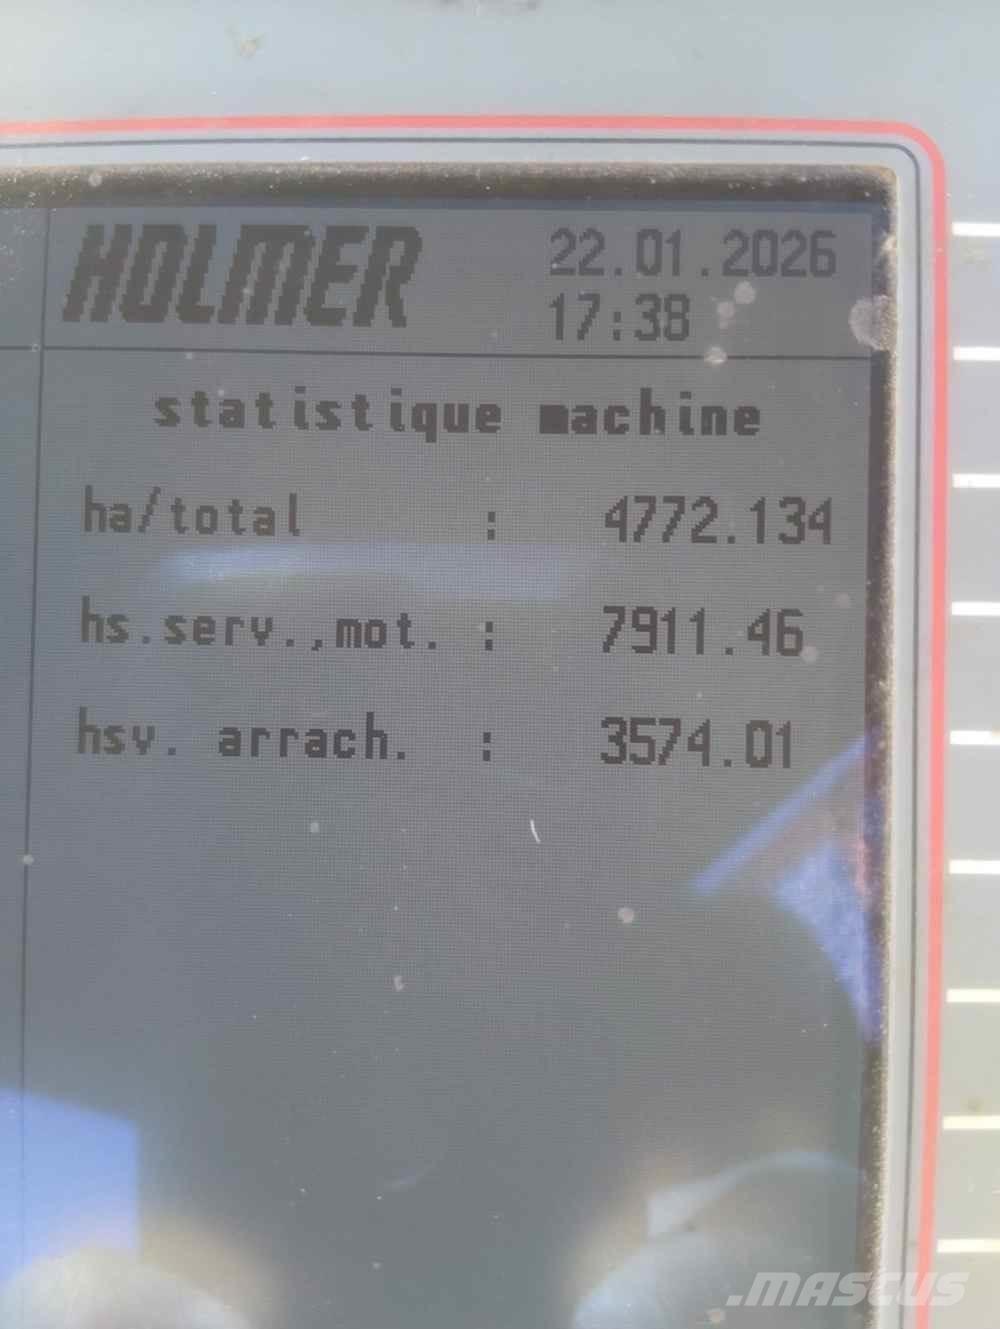 HOLMER
22.01.2026
17:38
statistique machine
ha/total : 4772.134
hs.serv.,mot. : 7911.46
hsv. arrach. : 3574.01
.MASCUS